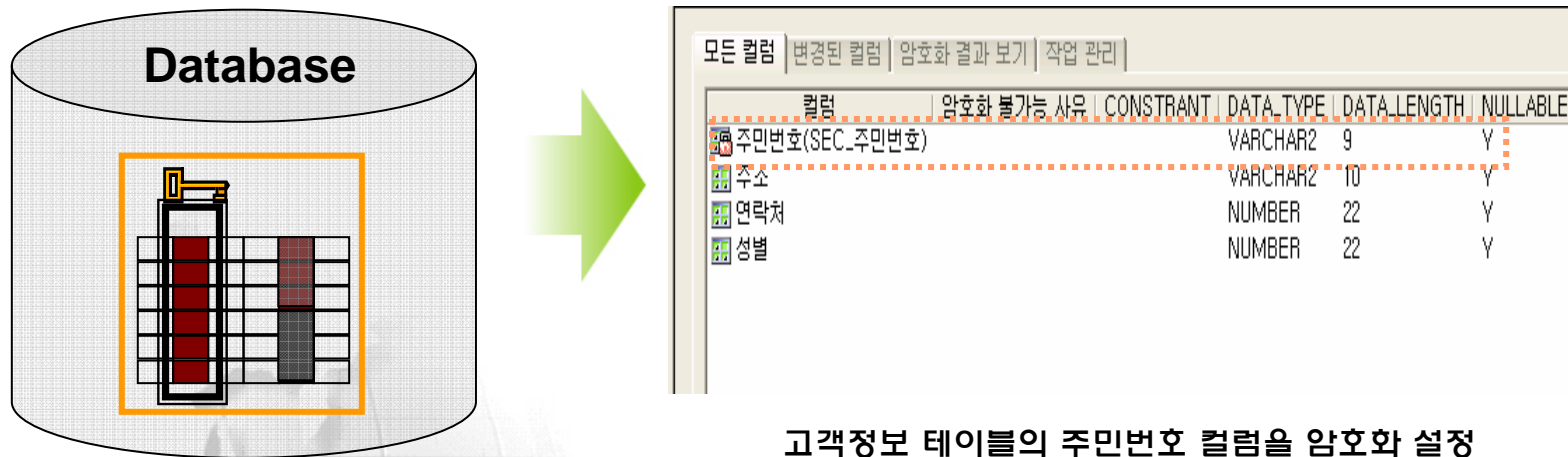 Database
모든 컬럼 변경된 컬럼 암호화 결과 보기 작업 관리
컬럼 암호화 불가능 사유 CONSTRANT DATA_TYPE DATA_LENGTH NULLABLE
주민번호(SEC_주민번호) VARCHAR2 9 Y
주소 VARCHAR2 10 Y
연락처 NUMBER 22 Y
성별 NUMBER 22 Y
고객정보 테이블의 주민번호 컬럼을 암호화 설정